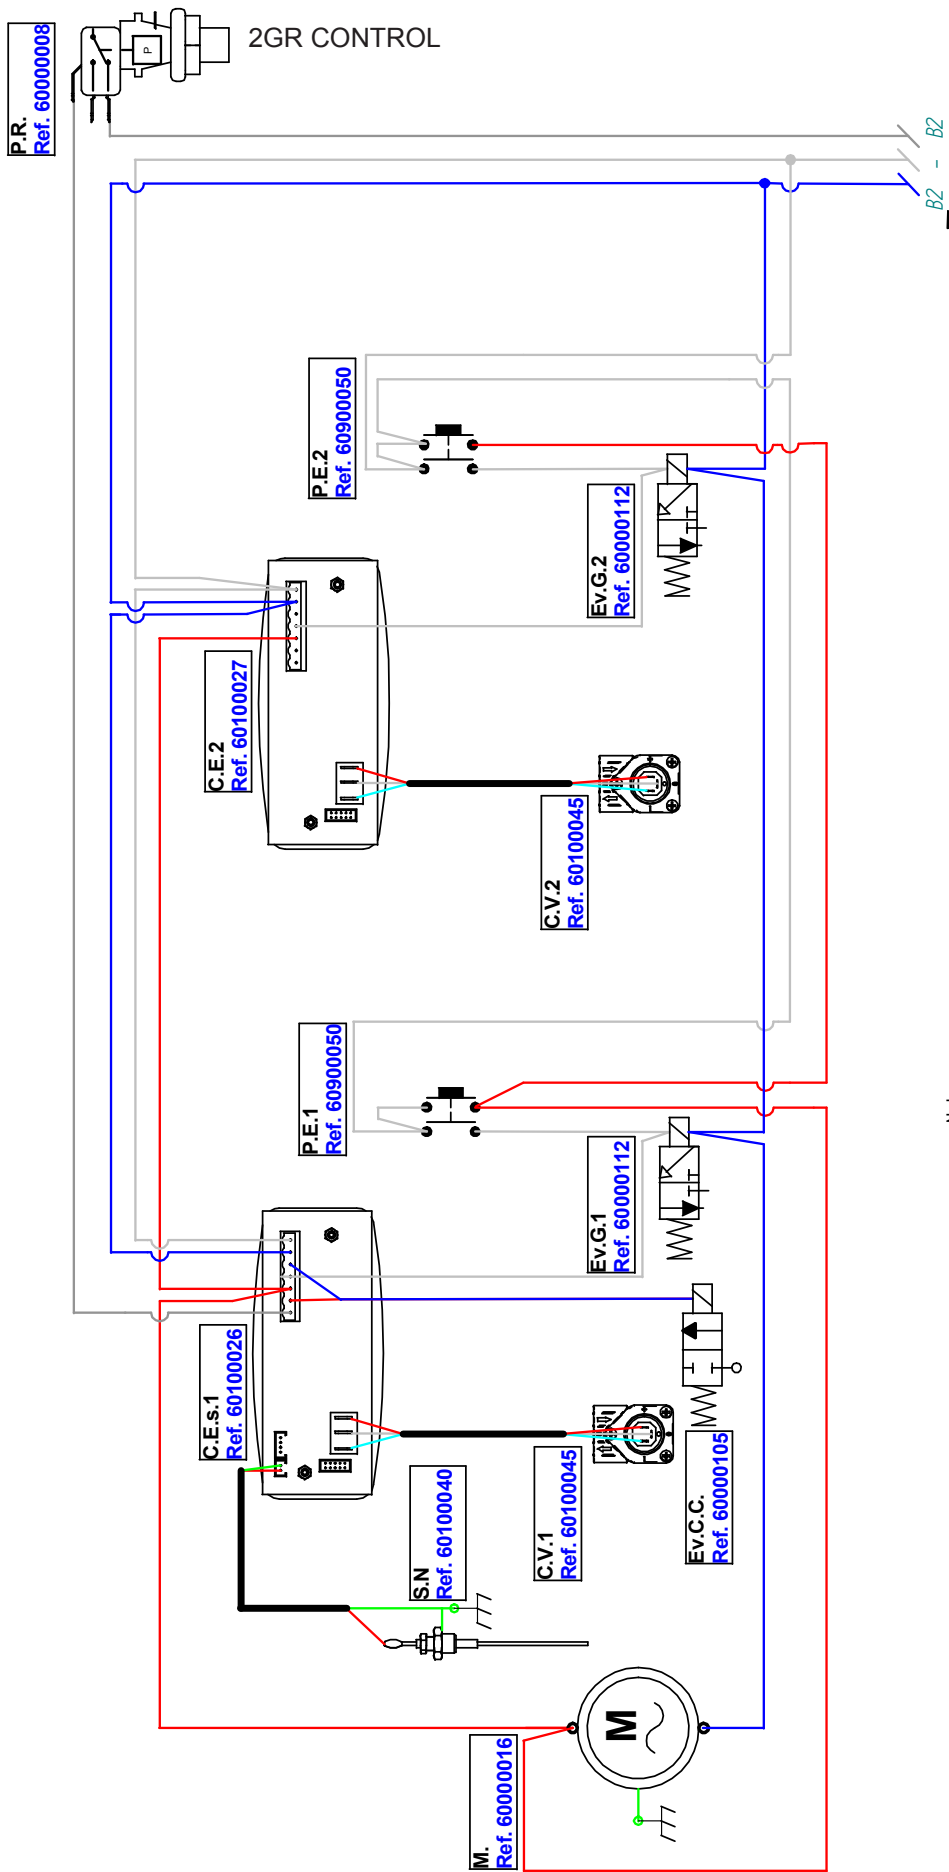 2GR CONTROL
P.R.
Ref. 60000008
P
B2 - B2
P.E.2
Ref. 60900050
Ev.G.2
Ref. 60000112
C.E.2
Ref. 60100027
C.V.2
Ref. 60100045
P.E.1
Ref. 60900050
Ev.G.1
Ref. 60000112
C.E.s.1
Ref. 60100026
S.N
Ref. 60100040
C.V.1
Ref. 60100045
Ev.C.C.
Ref. 60000105
M.
Ref. 60000016
M